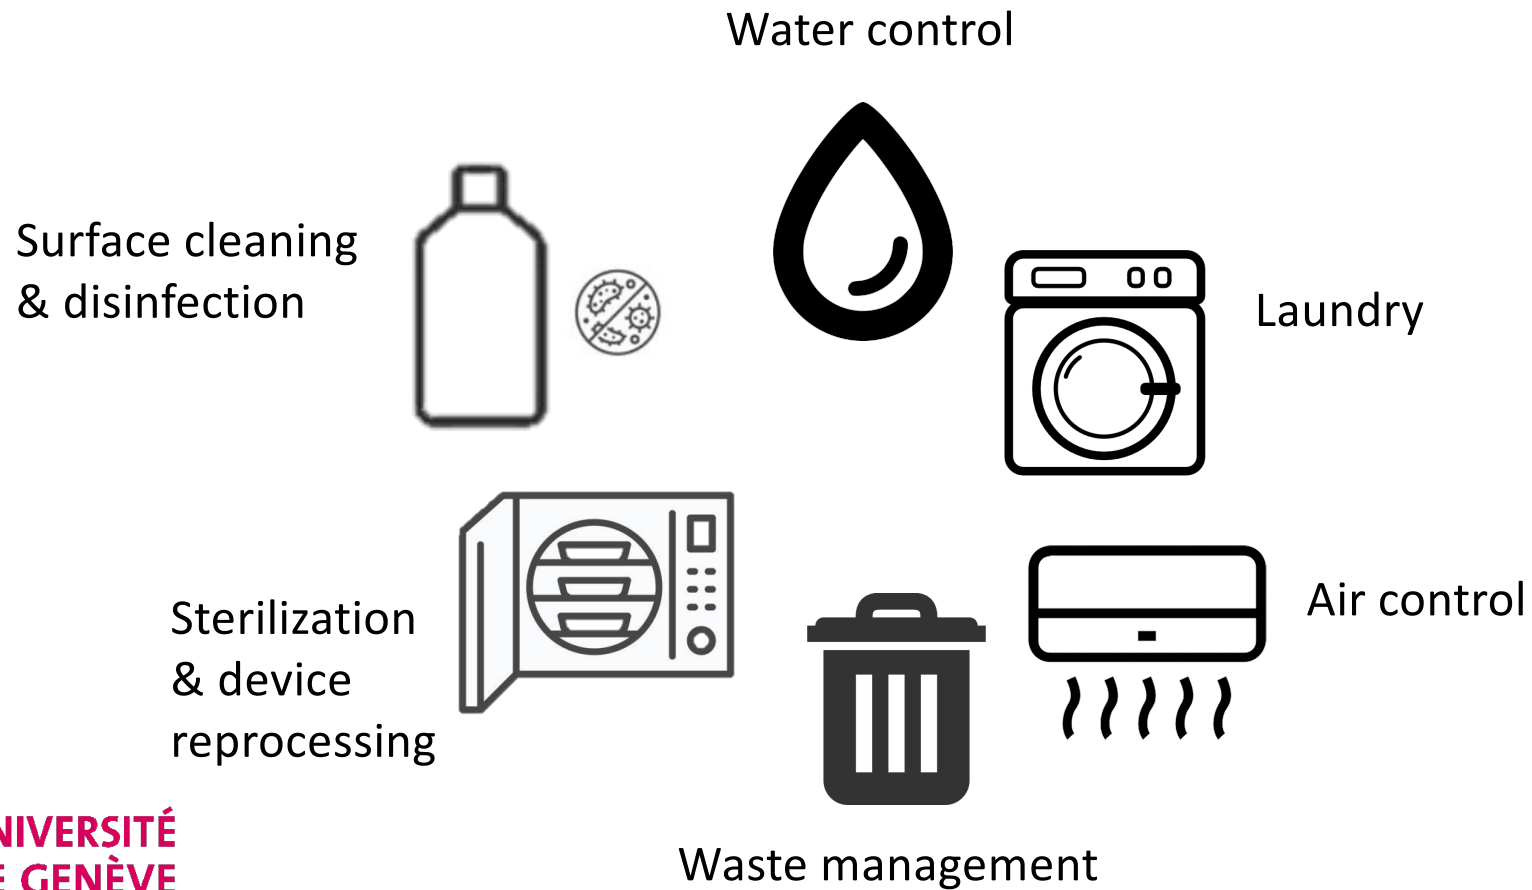 Water control
Surface cleaning
& disinfection
Laundry
Sterilization
& device
reprocessing
Air control
Waste management
NIVERSITÉ
E GENÈVE